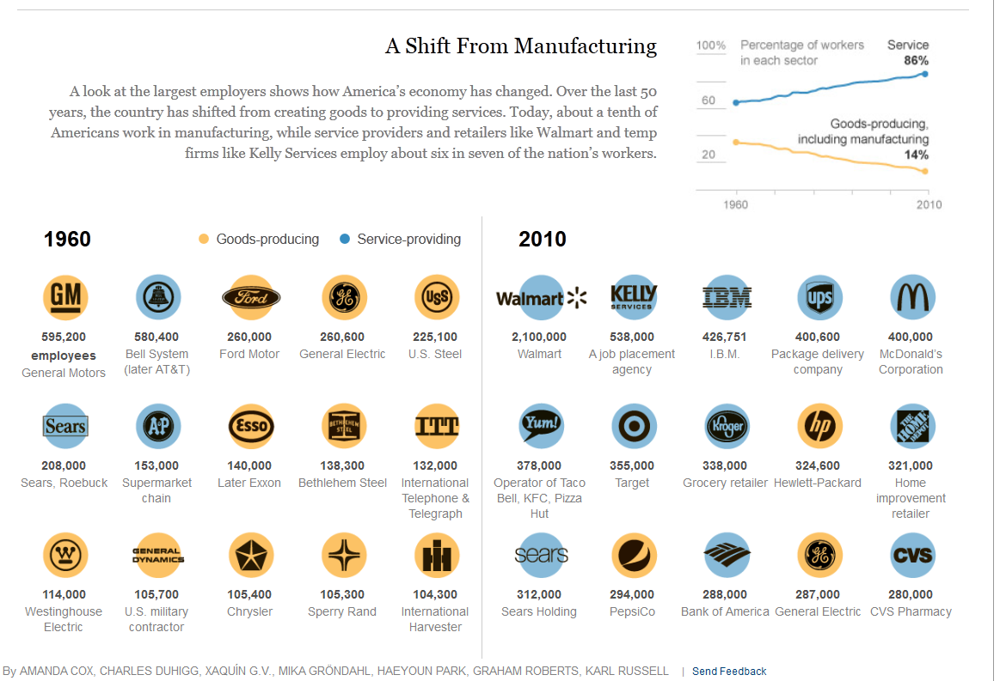 A Shift From Manufacturing
A look at the largest employers shows how America's economy has changed. Over the last 50
years, the country has shifted from creating goods to providing services. Today, about a tenth of
Americans work in manufacturing, while service providers and retailers like Walmart and temp
firms like Kelly Services employ about six in seven of the nation's workers.
100% Percentage of workers Service
in each sector 86%
60
Goods-producing,
including manufacturing
20 14%
1960 2010
1960 Goods-producing Service-providing
GM Ford GE USS
595,200 580,400 260,000 260,600 225,100
employees Bell System Ford Motor General Electric U.S. Steel
General Motors (later AT&T)
Sears A&P Esso BETHLEHEM STEEL ITT
208,000 153,000 140,000 138,300 132,000
Sears, Roebuck Supermarket Later Exxon Bethlehem Steel International
chain Telephone &
Telegraph
W GENERAL DYNAMICS
114,000 105,700 105,400 105,300 104,300
Westinghouse U.S. military Chrysler Sperry Rand International
Electric contractor Harvester
2010
Walmart KELLY SERVICES IBM ups M
2,100,000 538,000 426,751 400,600 400,000
Walmart A job placement I.B.M. Package delivery McDonald's
agency company Corporation
Yum! Kroger hp THE HOME DEPOT
378,000 355,000 338,000 324,600 321,000
Operator of Taco Target Grocery retailer Hewlett-Packard Home
Bell, KFC, Pizza improvement
Hut retailer
sears GE CVS
312,000 294,000 288,000 287,000 280,000
Sears Holding PepsiCo Bank of America General Electric CVS Pharmacy
By AMANDA COX, CHARLES DUHIGG, XAQUÍN G.V., MIKA GRÖNDAHL, HAEYOUN PARK, GRAHAM ROBERTS, KARL RUSSELL | Send Feedback